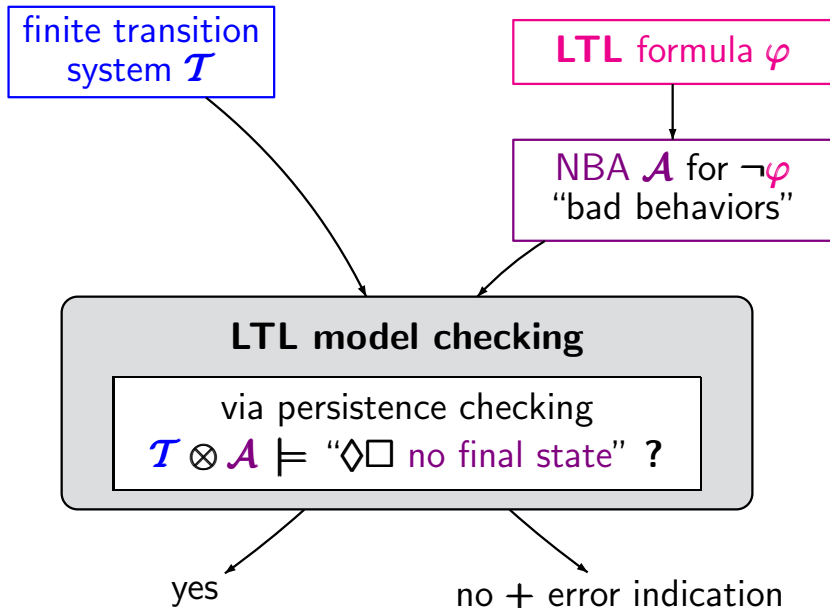 finite transition
system 𝓣
LTL formula φ
NBA 𝓐 for ¬φ
“bad behaviors”
LTL model checking
via persistence checking
𝓣 ⊗ 𝓐 ⊨ “◊□ no final state” ?
yes
no + error indication